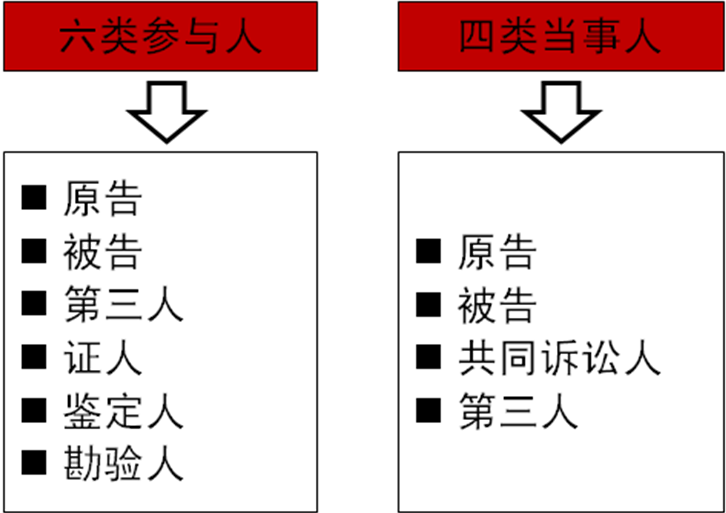 六类参与人
原告
被告
第三人
证人
鉴定人
勘验人
四类当事人
原告
被告
共同诉讼人
第三人